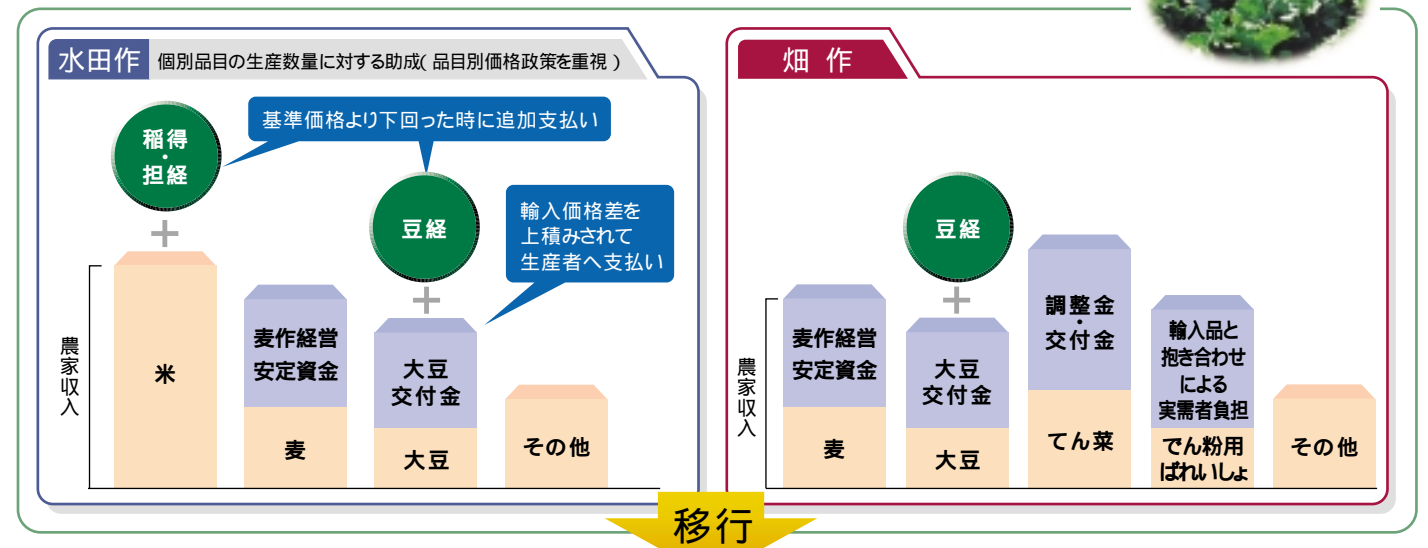 水田作
個別品目の生産数量に対する助成(品目別価格政策を重視)
基準価格より下回った時に追加支払い
稲得
・
担経
+
豆経
+
輸入価格差を
上積みされて
生産者へ支払い
農家収入
米
麦作経営
安定資金
麦
大豆
交付金
大豆
その他
畑作
豆経
+
農家収入
麦作経営
安定資金
麦
大豆
交付金
大豆
調整金
・
交付金
てん菜
輸入品と
抱き合わせ
による
実需者負担
でん粉用
ばれいしょ
その他
移行